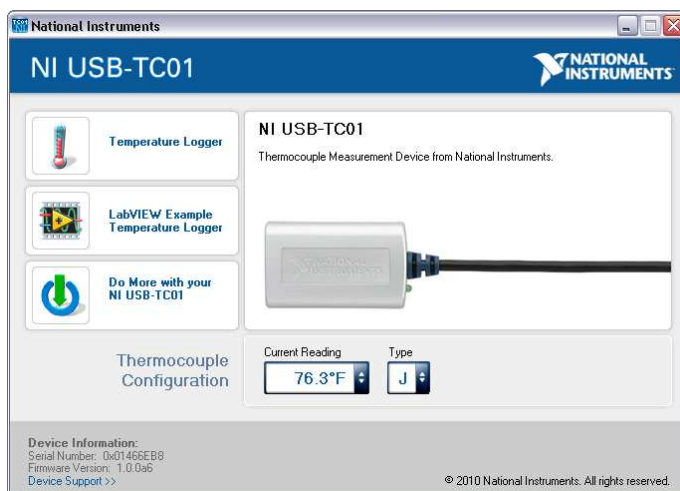 National Instruments
NI USB-TC01
NATIONAL
INSTRUMENTS
Temperature Logger
LabVIEW Example
Temperature Logger
Do More with your
NI USB-TC01
NI USB-TC01
Thermocouple Measurement Device from National Instruments.
Thermocouple
Configuration
Current Reading
76.3°F
Type
J
Device Information:
Serial Number: 0x01466EB8
Firmware Version: 1.0.0a6
Device Support >>
© 2010 National Instruments. All rights reserved.